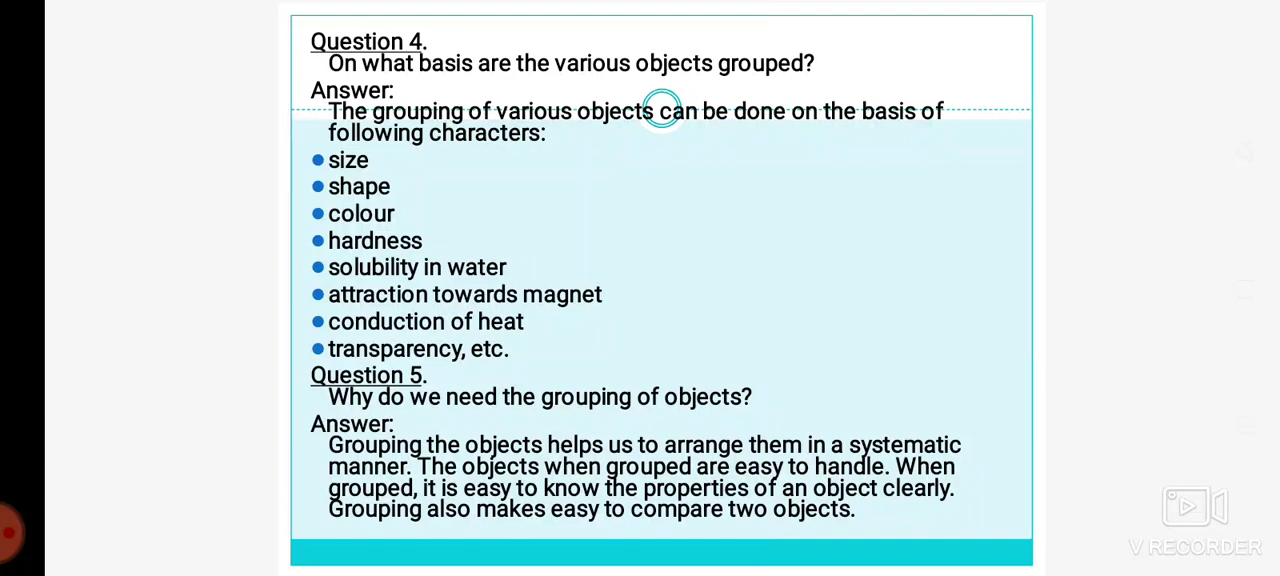 Question 4.
On what basis are the various objects grouped?
Answer:
The grouping of various objects can be done on the basis of
following characters:
size
shape
colour
hardness
solubility in water
attraction towards magnet
conduction of heat
transparency, etc.
Question 5.
Why do we need the grouping of objects?
Answer:
Grouping the objects helps us to arrange them in a systematic
manner. The objects when grouped are easy to handle. When
grouped, it is easy to know the properties of an object clearly.
Grouping also makes easy to compare two objects.
V RECORDER